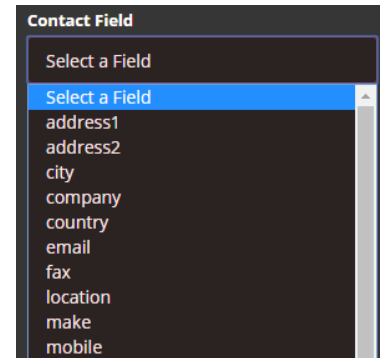 Contact Field
Select a Field
Select a Field
address1
address2
city
company
country
email
fax
location
make
mobile